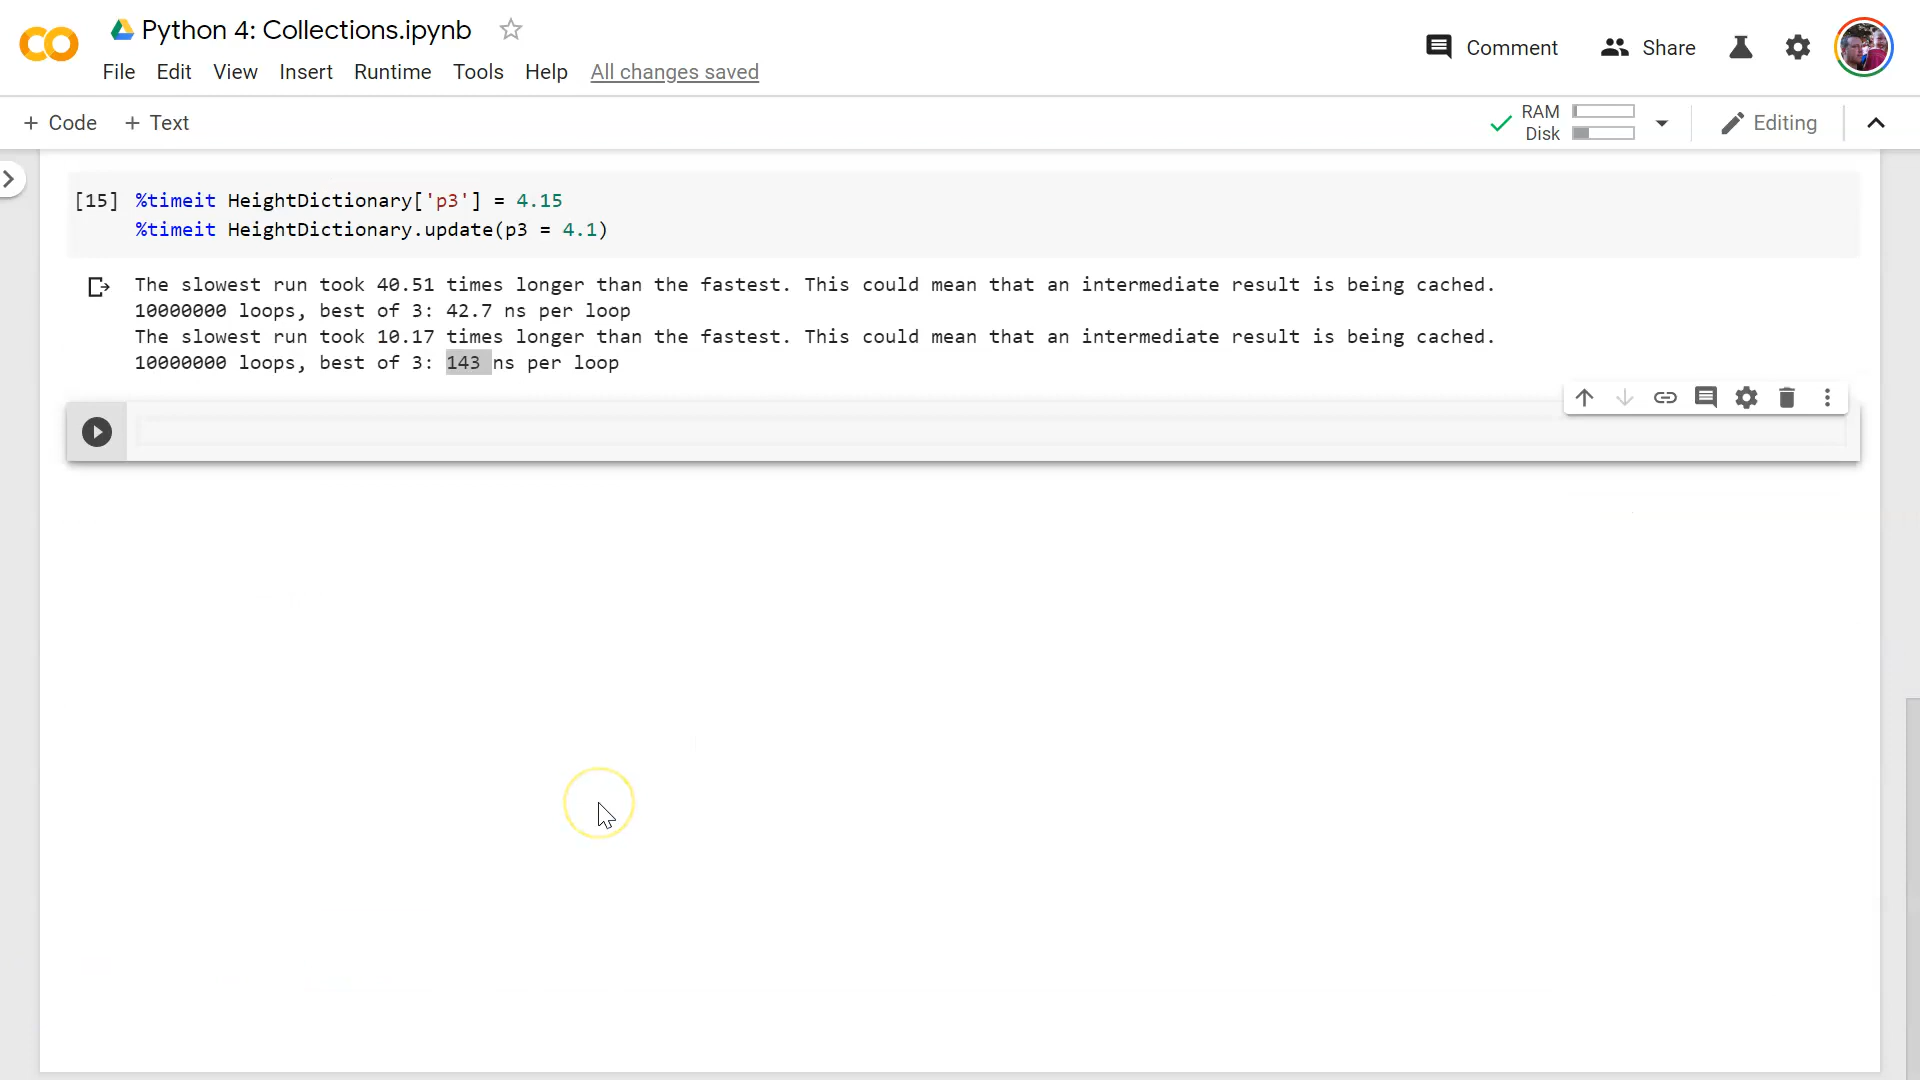 Python 4: Collections.ipynb
Comment
Share
File Edit View Insert Runtime Tools Help All changes saved
+ Code + Text
RAM
Disk
Editing
[15] %timeit HeightDictionary['p3'] = 4.15
%timeit HeightDictionary.update(p3 = 4.1)
The slowest run took 40.51 times longer than the fastest. This could mean that an intermediate result is being cached.
10000000 loops, best of 3: 42.7 ns per loop
The slowest run took 10.17 times longer than the fastest. This could mean that an intermediate result is being cached.
10000000 loops, best of 3: 143 ns per loop